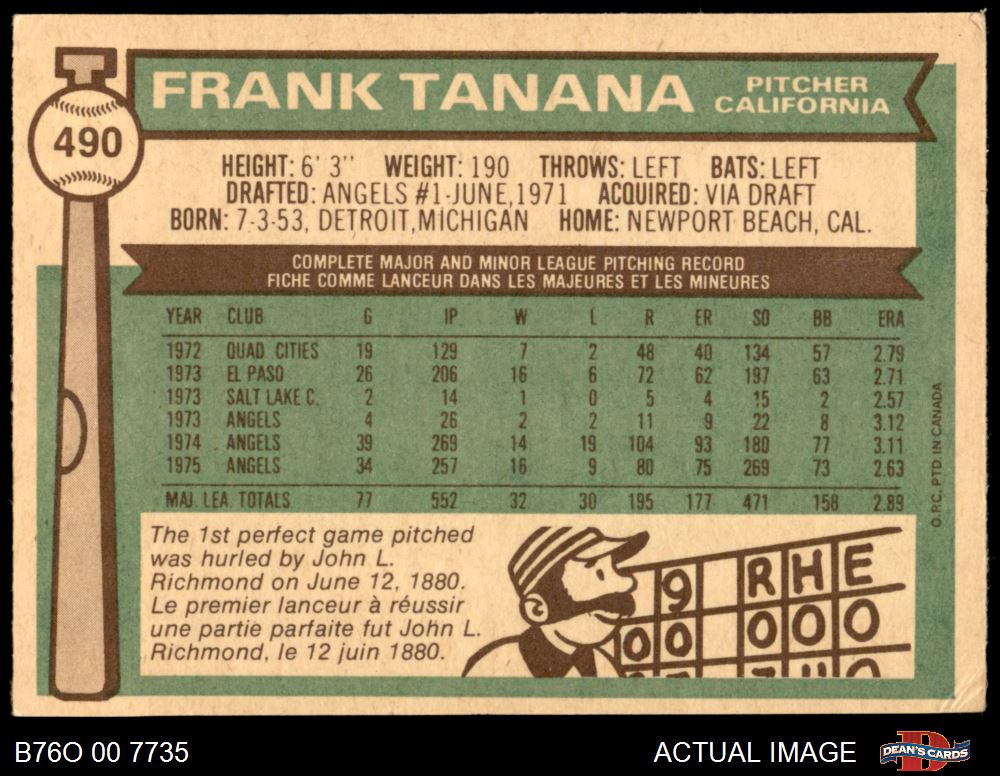 FRANK TANANA
PITCHER
CALIFORNIA
490
HEIGHT: 6' 3" WEIGHT: 190 THROWS: LEFT BATS: LEFT
DRAFTED: ANGELS #1-JUNE, 1971 ACQUIRED: VIA DRAFT
BORN: 7-3-53, DETROIT, MICHIGAN HOME: NEWPORT BEACH, CAL.
COMPLETE MAJOR AND MINOR LEAGUE PITCHING RECORD
FICHE COMME LANCEUR DANS LES MAJEURES ET LES MINEURES
YEAR CLUB G IP W L R ER SO BB ERA
1972 QUAD CITIES 19 129 7 2 48 40 134 57 2.79
1973 EL PASO 26 206 16 6 72 62 197 63 2.71
1973 SALT LAKE C. 2 14 1 0 5 4 15 2 2.57
1973 ANGELS 4 26 2 2 11 9 22 8 3.12
1974 ANGELS 39 269 14 19 104 93 180 77 3.11
1975 ANGELS 34 257 16 9 80 75 269 73 2.63
MAJ. LEA. TOTALS 77 552 32 30 195 177 471 158 2.89
O.P.C. PTD. IN CANADA
The 1st perfect game pitched
was hurled by John L.
Richmond on June 12, 1880.
Le premier lanceur à réussir
une partie parfaite fut John L.
Richmond, le 12 juin 1880.
9 R H E
0 0 0 0 0
B76O 00 7735
ACTUAL IMAGE
DEAN'S CARDS